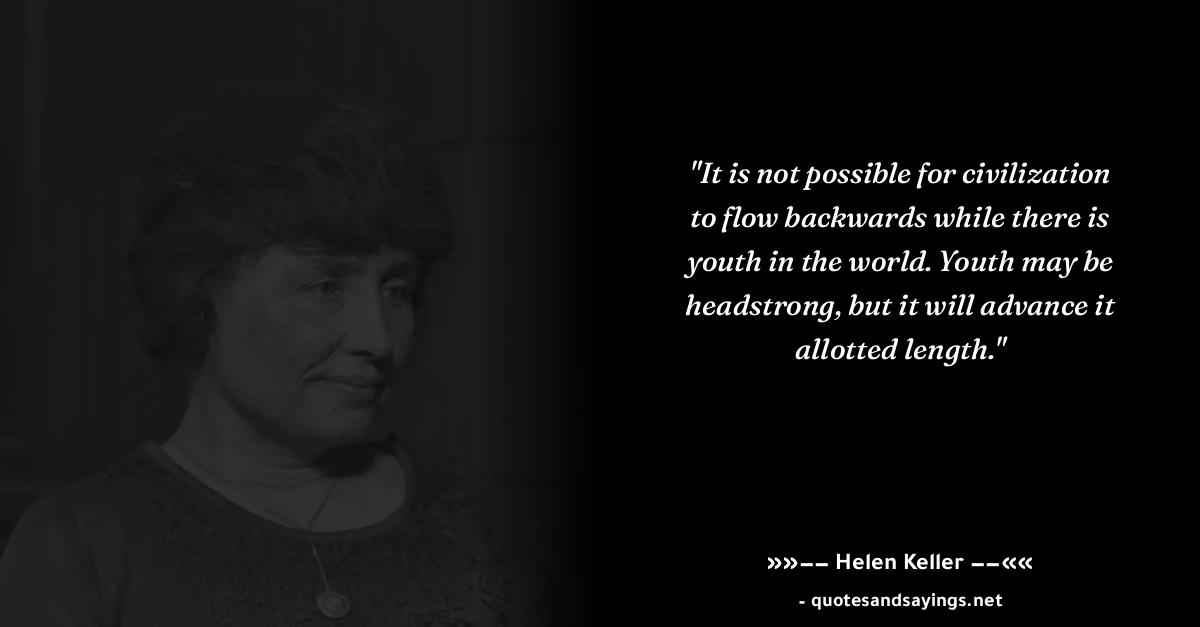 "It is not possible for civilization
to flow backwards while there is
youth in the world. Youth may be
headstrong, but it will advance it
allotted length."
»»–– Helen Keller ––««
- quotesandsayings.net